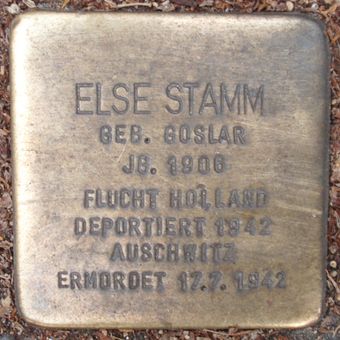 ELSE STAMM
GEB. GOSLAR
JG. 1906
FLUCHT HOLLAND
DEPORTIERT 1942
AUSCHWITZ
ERMORDET 17.7.1942